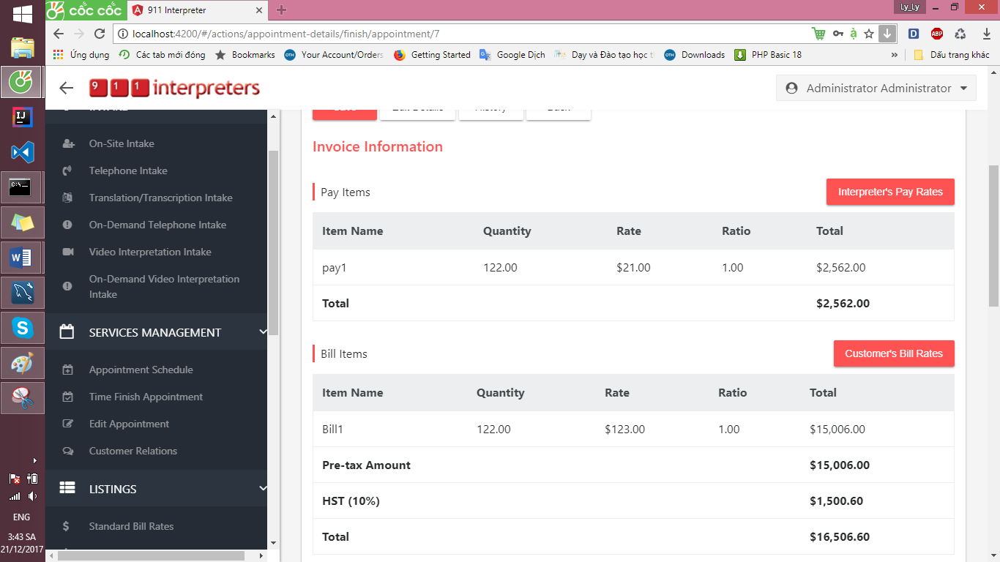 cốc cốc
911 Interpreter
Ly_Ly
localhost:4200/#/actions/appointment-details/finish/appointment/7
ABP
Ứng dụng
Các tab mới đóng
Bookmarks
Your Account/Orders
Getting Started
Google Dịch
Dạy và Đào tạo học t
Downloads
PHP Basic 18
»
Dấu trang khác
9 1 1 interpreters
Administrator Administrator
On-Site Intake
Telephone Intake
Translation/Transcription Intake
On-Demand Telephone Intake
Video Interpretation Intake
On-Demand Video Interpretation
Intake
SERVICES MANAGEMENT
Appointment Schedule
Time Finish Appointment
Edit Appointment
Customer Relations
LISTINGS
Standard Bill Rates
Invoice Information
Pay Items
Interpreter's Pay Rates
Item Name Quantity Rate Ratio Total
pay1 122.00 $21.00 1.00 $2,562.00
Total $2,562.00
Bill Items
Customer's Bill Rates
Item Name Quantity Rate Ratio Total
Bill1 122.00 $123.00 1.00 $15,006.00
Pre-tax Amount $15,006.00
HST (10%) $1,500.60
Total $16,506.60
ENG
3:43 SA
21/12/2017